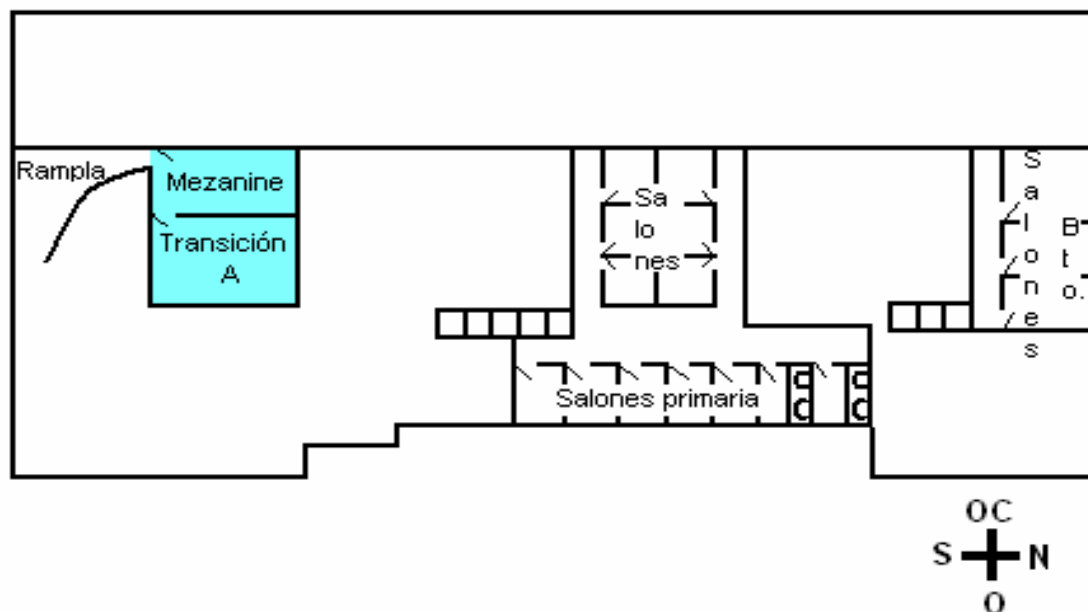 Rampla
Mezanine
Transición
A
Sa
lo
nes
Salones primaria
S
a
l
o
n
e
s
B
t
o.
OC
S N
O